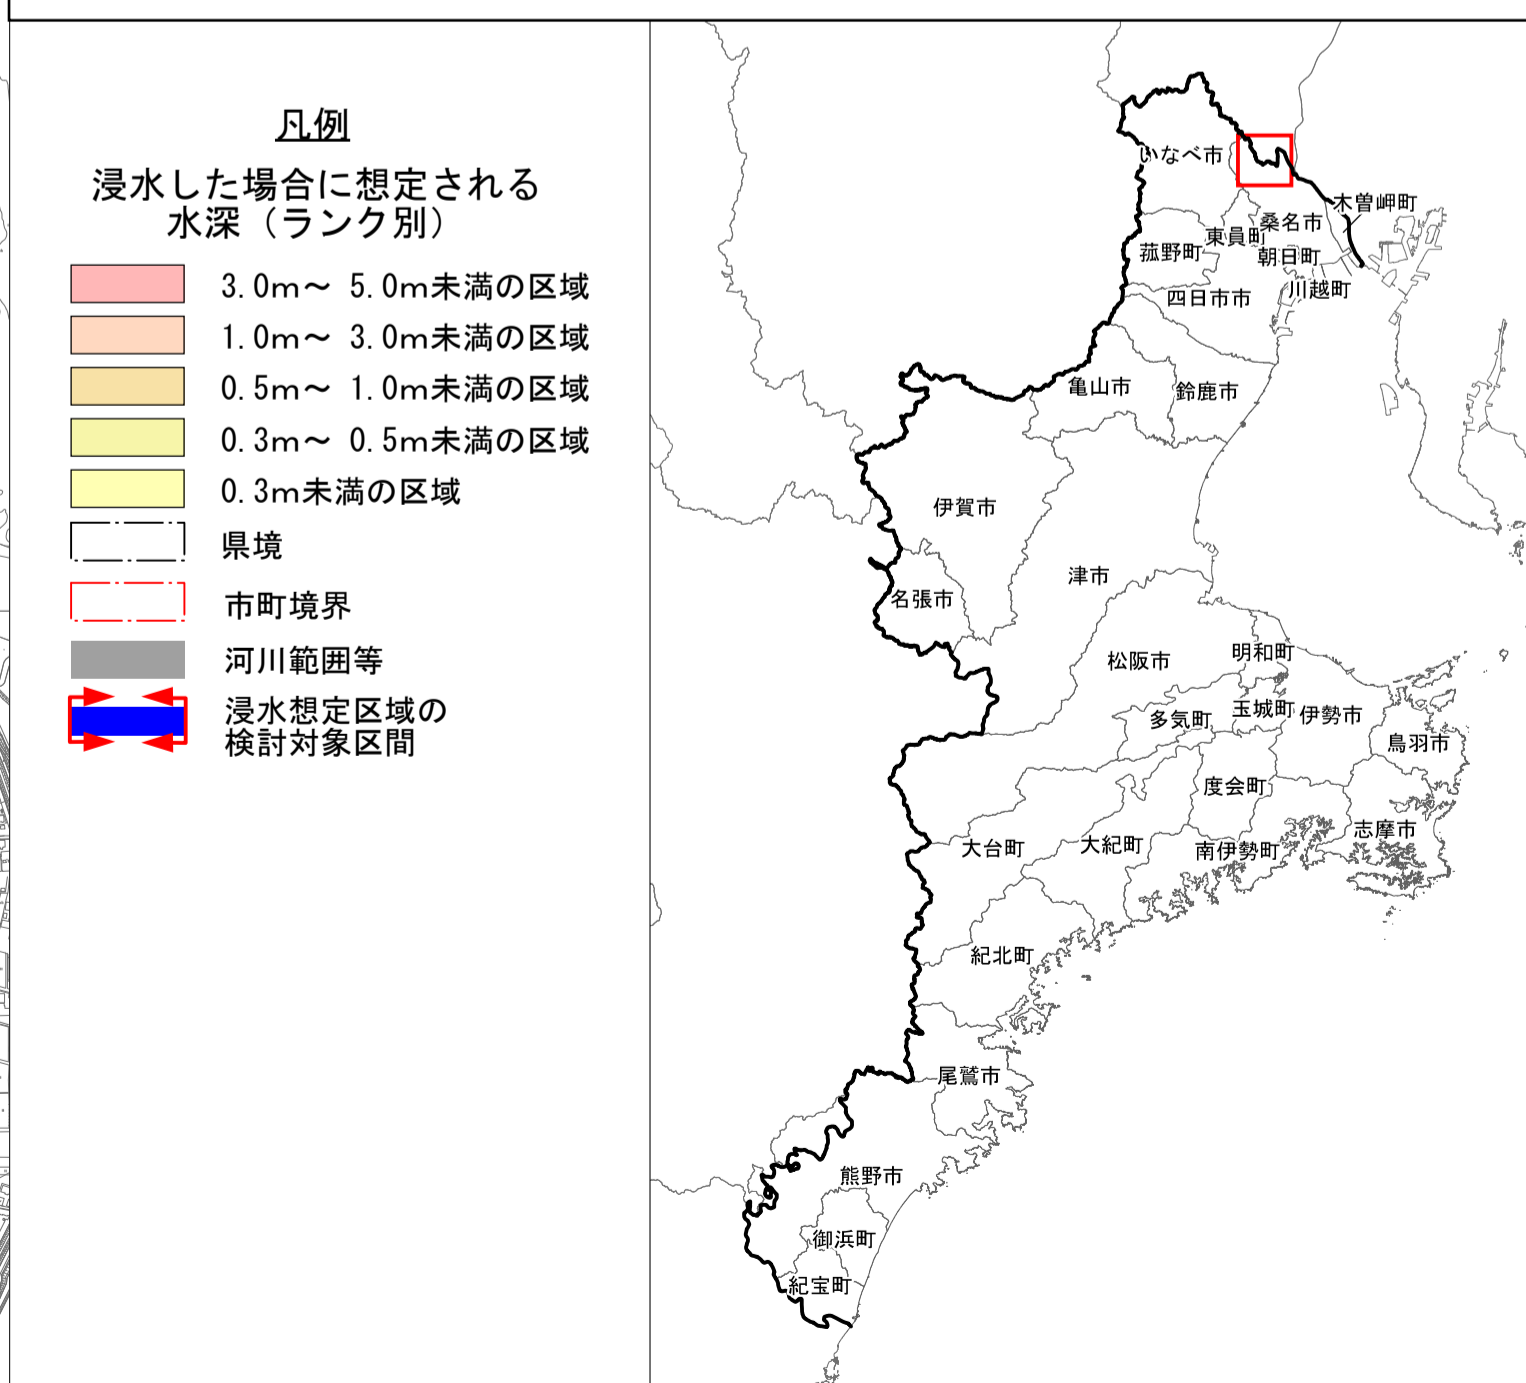 凡例
浸水した場合に想定される
水深（ランク別）
3.0m～ 5.0m未満の区域
1.0m～ 3.0m未満の区域
0.5m～ 1.0m未満の区域
0.3m～ 0.5m未満の区域
0.3m未満の区域
県境
市町境界
河川範囲等
浸水想定区域の
検討対象区間
いなべ市
木曽岬町
桑名市
東員町
菰野町
朝日町
川越町
四日市市
亀山市
鈴鹿市
伊賀市
津市
名張市
松阪市
明和町
多気町
玉城町
伊勢市
鳥羽市
度会町
志摩市
大台町
大紀町
南伊勢町
紀北町
尾鷲市
熊野市
御浜町
紀宝町